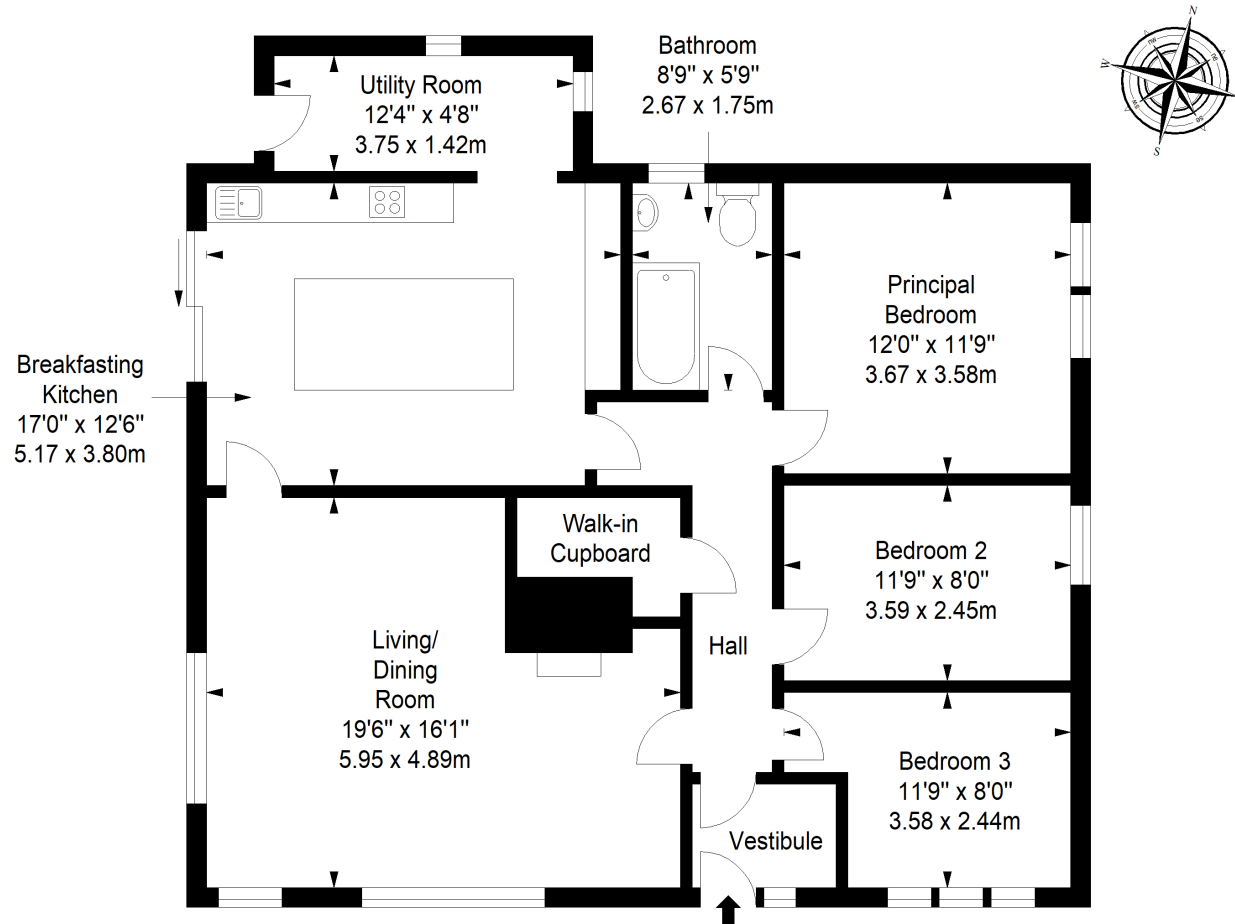 Bathroom
8'9" x 5'9"
2.67 x 1.75m
Utility Room
12'4" x 4'8"
3.75 x 1.42m
N
W
S
NW
SW
SE
Principal
Bedroom
12'0" x 11'9"
3.67 x 3.58m
Breakfasting
Kitchen
17'0" x 12'6"
5.17 x 3.80m
Walk-in
Cupboard
Bedroom 2
11'9" x 8'0"
3.59 x 2.45m
Hall
Living/
Dining
Room
19'6" x 16'1"
5.95 x 4.89m
Bedroom 3
11'9" x 8'0"
3.58 x 2.44m
Vestibule